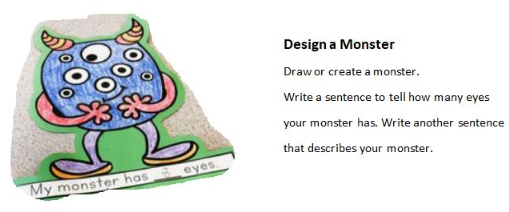 Design a Monster
Draw or create a monster.
Write a sentence to tell how many eyes
your monster has. Write another sentence
that describes your monster.
My monster has 8 eyes.